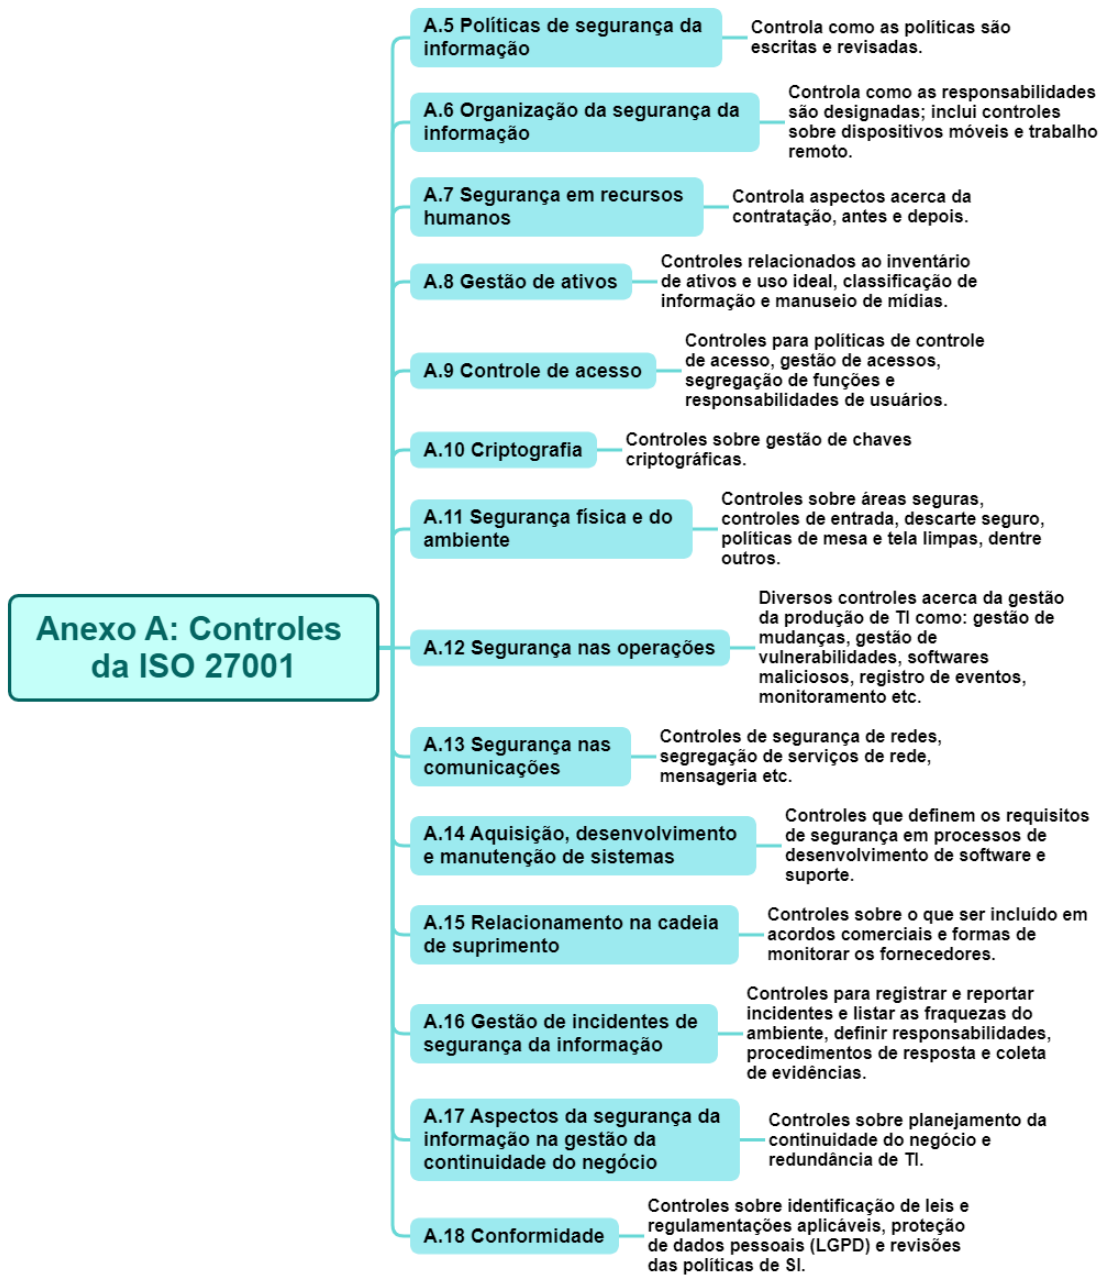 A.5 Políticas de segurança da
informação
Controla como as políticas são
escritas e revisadas.
A.6 Organização da segurança da
informação
Controla como as responsabilidades
são designadas; inclui controles
sobre dispositivos móveis e trabalho
remoto.
A.7 Segurança em recursos
humanos
Controla aspectos acerca da
contratação, antes e depois.
A.8 Gestão de ativos
Controles relacionados ao inventário
de ativos e uso ideal, classificação de
informação e manuseio de mídias.
A.9 Controle de acesso
Controles para políticas de controle
de acesso, gestão de acessos,
segregação de funções e
responsabilidades de usuários.
A.10 Criptografia
Controles sobre gestão de chaves
criptográficas.
A.11 Segurança física e do
ambiente
Controles sobre áreas seguras,
controles de entrada, descarte seguro,
políticas de mesa e tela limpas, dentre
outros.
Anexo A: Controles
da ISO 27001
A.12 Segurança nas operações
Diversos controles acerca da gestão
da produção de TI como: gestão de
mudanças, gestão de
vulnerabilidades, softwares
maliciosos, registro de eventos,
monitoramento etc.
A.13 Segurança nas
comunicações
Controles de segurança de redes,
segregação de serviços de rede,
mensageria etc.
A.14 Aquisição, desenvolvimento
e manutenção de sistemas
Controles que definem os requisitos
de segurança em processos de
desenvolvimento de software e
suporte.
A.15 Relacionamento na cadeia
de suprimento
Controles sobre o que ser incluído em
acordos comerciais e formas de
monitorar os fornecedores.
A.16 Gestão de incidentes de
segurança da informação
Controles para registrar e reportar
incidentes e listar as fraquezas do
ambiente, definir responsabilidades,
procedimentos de resposta e coleta
de evidências.
A.17 Aspectos da segurança da
informação na gestão da
continuidade do negócio
Controles sobre planejamento da
continuidade do negócio e
redundância de TI.
A.18 Conformidade
Controles sobre identificação de leis e
regulamentações aplicáveis, proteção
de dados pessoais (LGPD) e revisões
das políticas de SI.